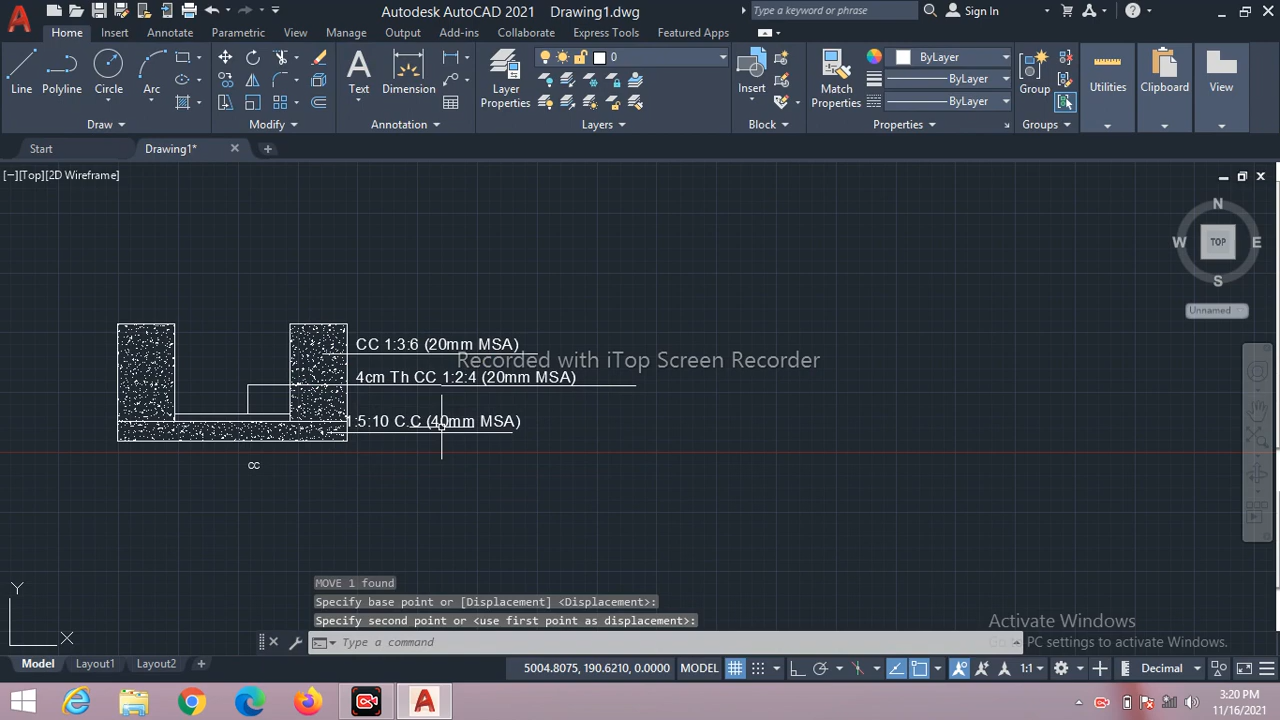 Autodesk AutoCAD 2021 Drawing1.dwg
Type a keyword or phrase
Sign In
Home Insert Annotate Parametric View Manage Output Add-ins Collaborate Express Tools Featured Apps
Line Polyline Circle Arc Text Dimension Layer Properties 0 Insert Match Properties ByLayer Group Utilities Clipboard View
ByLayer
ByLayer
Draw Modify Annotation Layers Block Properties Groups
Start Drawing1*
[−][Top][2D Wireframe]
N
W TOP E
S
Unnamed
CC 1:3:6 (20mm MSA)
Recorded with iTop Screen Recorder
4cm Th CC 1:2:4 (20mm MSA)
1:5:10 C.C (40mm MSA)
CC
MOVE 1 found
Specify base point or [Displacement] <Displacement>:
Specify second point or <use first point as displacement>:
Type a command
Activate Windows
Go to PC settings to activate Windows.
Y
X
Model Layout1 Layout2
5004.8075, 190.6210, 0.0000 MODEL 1:1 Decimal
3:20 PM
11/16/2021